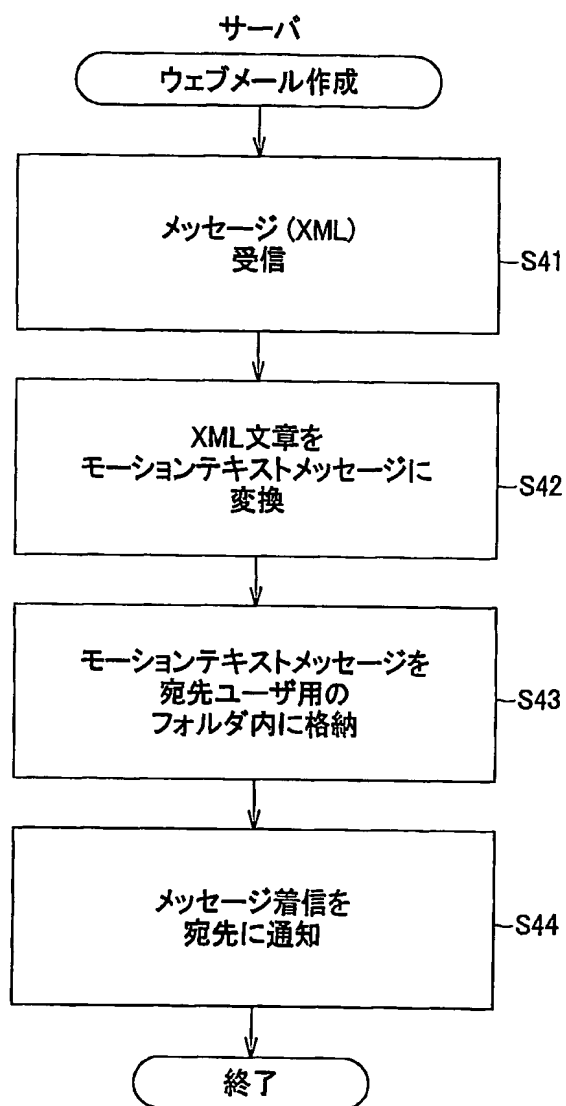 サーバ
ウェブメール作成
メッセージ (XML)
受信
S41
XML文章を
モーションテキストメッセージに
変換
S42
モーションテキストメッセージを
宛先ユーザ用の
フォルダ内に格納
S43
メッセージ着信を
宛先に通知
S44
終了